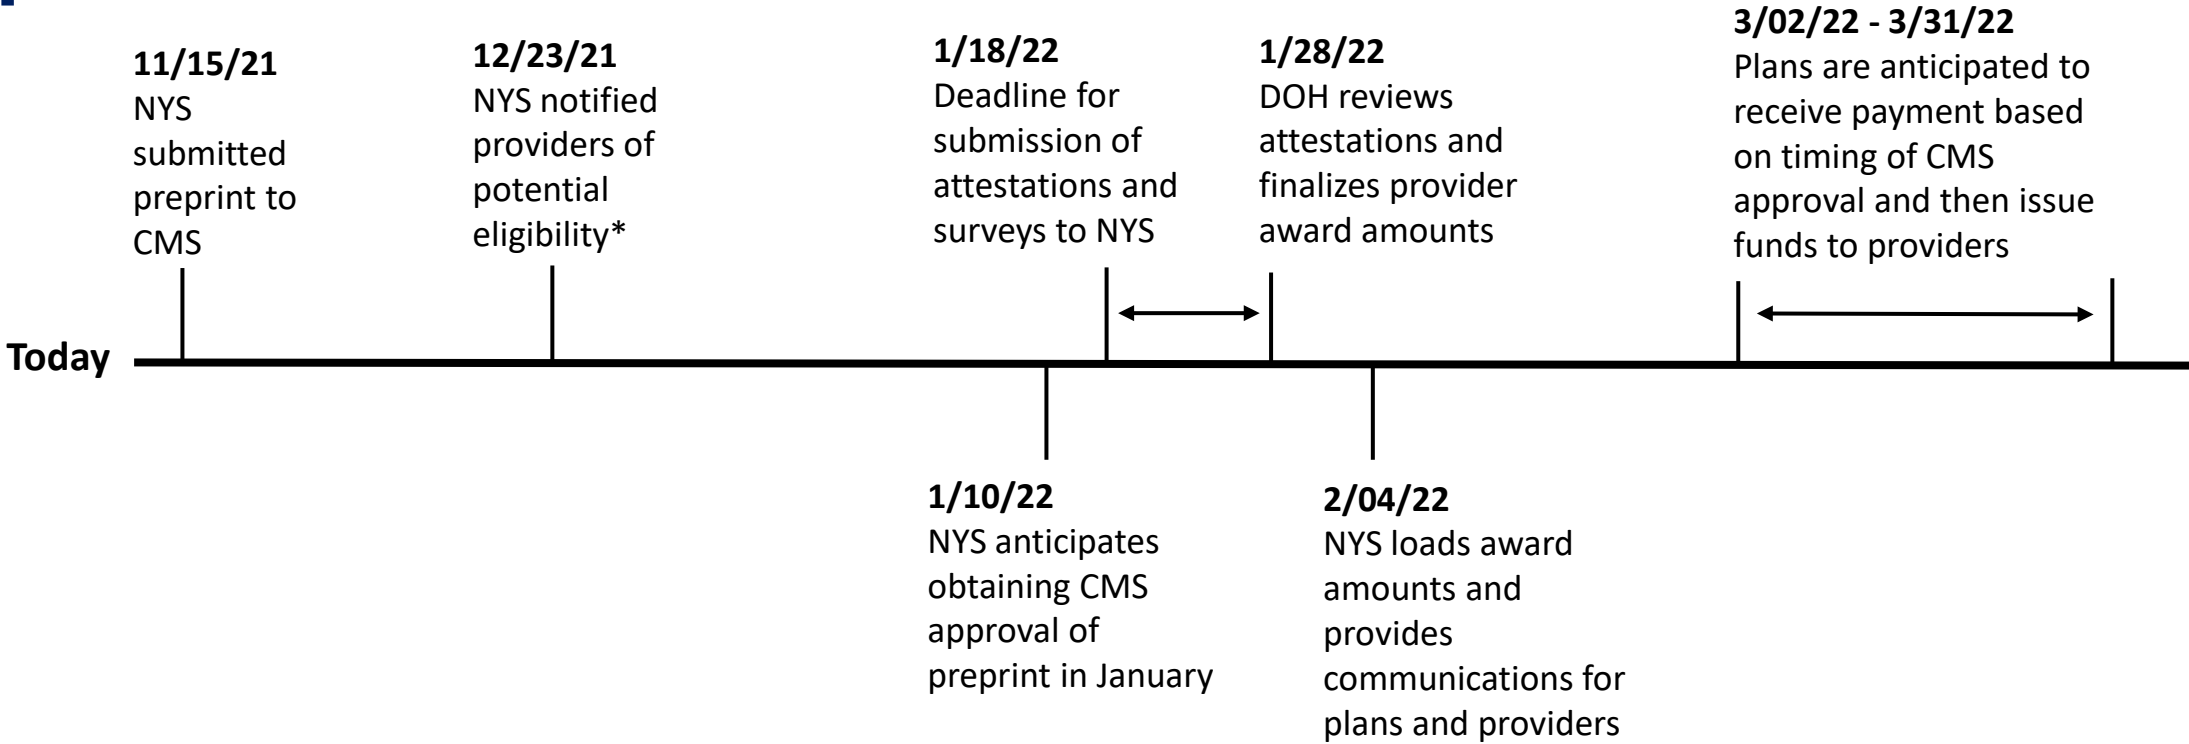 11/15/21
NYS
submitted
preprint to
CMS
12/23/21
NYS notified
providers of
potential
eligibility*
1/18/22
Deadline for
submission of
attestations and
surveys to NYS
1/28/22
DOH reviews
attestations and
finalizes provider
award amounts
3/02/22 - 3/31/22
Plans are anticipated to
receive payment based
on timing of CMS
approval and then issue
funds to providers
Today
1/10/22
NYS anticipates
obtaining CMS
approval of
preprint in January
2/04/22
NYS loads award
amounts and
provides
communications for
plans and providers